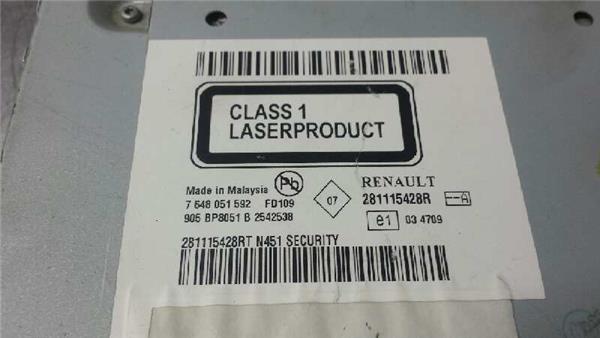 CLASS 1
LASERPRODUCT
Made in Malaysia Pb RENAULT
7 648 051 592 FD109 07 281115428R --A
905 BP8051 B 2542538 e1 03 4709
281115428RT N451 SECURITY